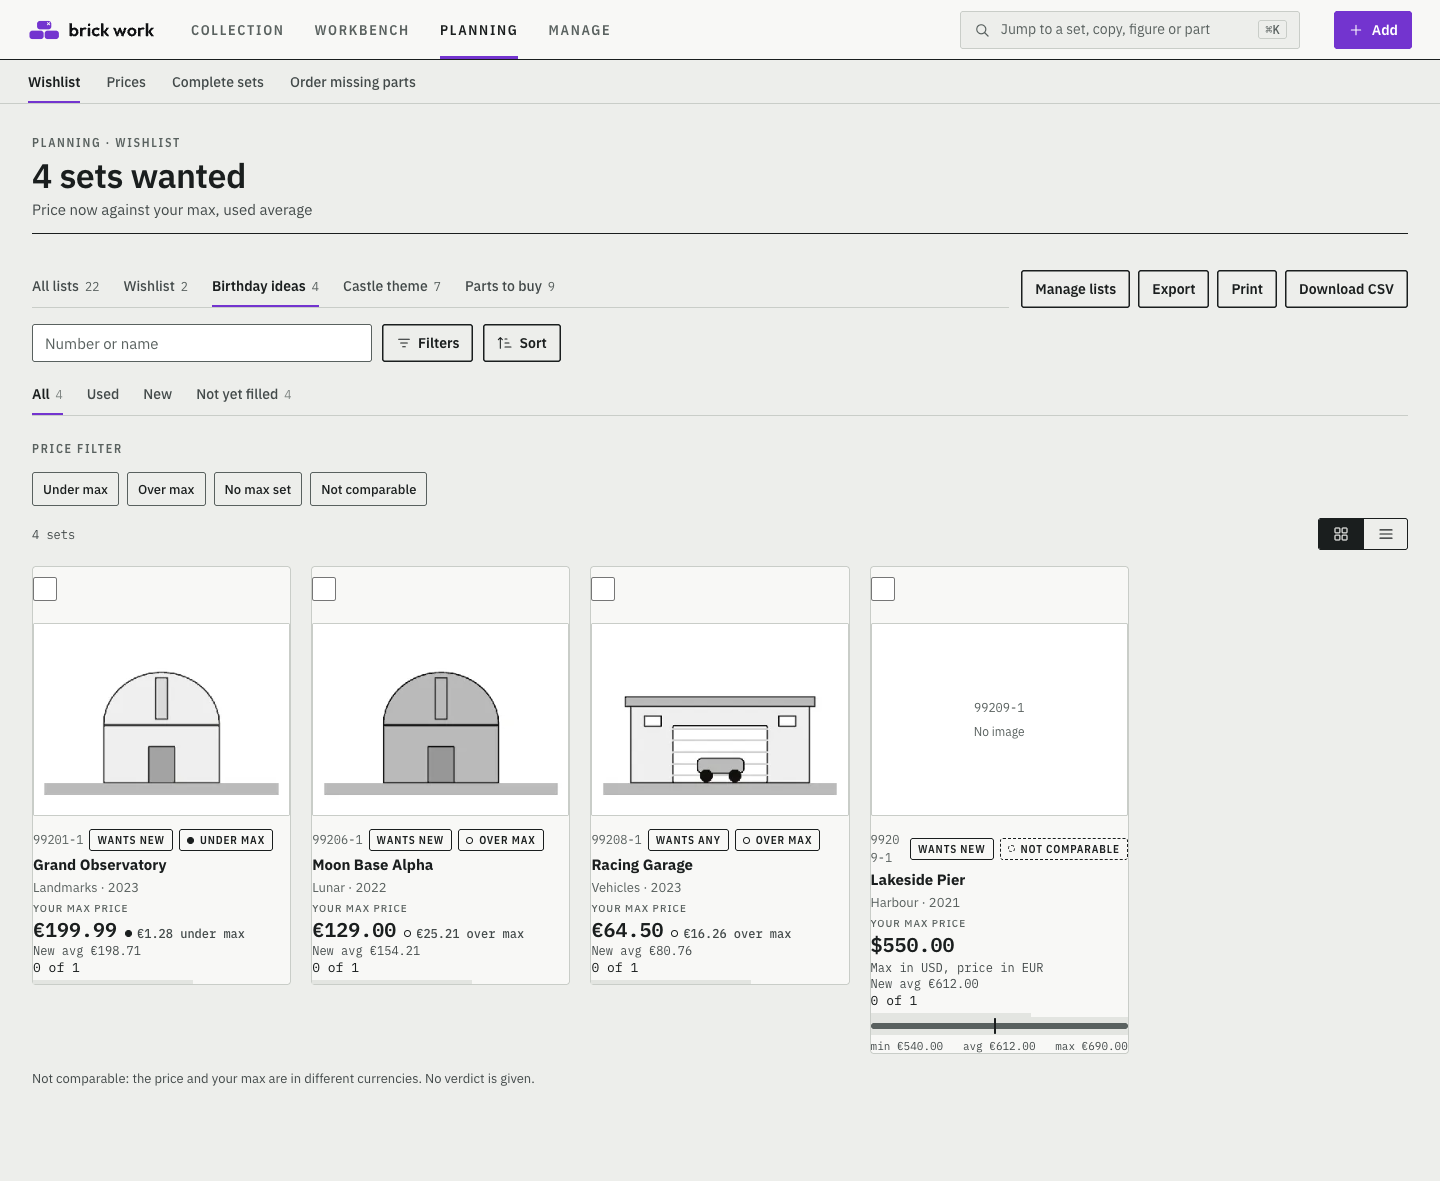 brick work COLLECTION WORKBENCH PLANNING MANAGE Jump to a set, copy, figure or part ⌘K + Add
Wishlist Prices Complete sets Order missing parts
PLANNING · WISHLIST
4 sets wanted
Price now against your max, used average
All lists 22 Wishlist 2 Birthday ideas 4 Castle theme 7 Parts to buy 9 Manage lists Export Print Download CSV
Number or name Filters Sort
All 4 Used New Not yet filled 4
PRICE FILTER
Under max Over max No max set Not comparable
4 sets
99201-1 WANTS NEW UNDER MAX
Grand Observatory
Landmarks · 2023
YOUR MAX PRICE
€199.99 €1.28 under max
New avg €198.71
0 of 1
99206-1 WANTS NEW OVER MAX
Moon Base Alpha
Lunar · 2022
YOUR MAX PRICE
€129.00 €25.21 over max
New avg €154.21
0 of 1
99208-1 WANTS ANY OVER MAX
Racing Garage
Vehicles · 2023
YOUR MAX PRICE
€64.50 €16.26 over max
New avg €80.76
0 of 1
99209-1
No image
9920
9-1 WANTS NEW NOT COMPARABLE
Lakeside Pier
Harbour · 2021
YOUR MAX PRICE
$550.00
Max in USD, price in EUR
New avg €612.00
0 of 1
min €540.00 avg €612.00 max €690.00
Not comparable: the price and your max are in different currencies. No verdict is given.